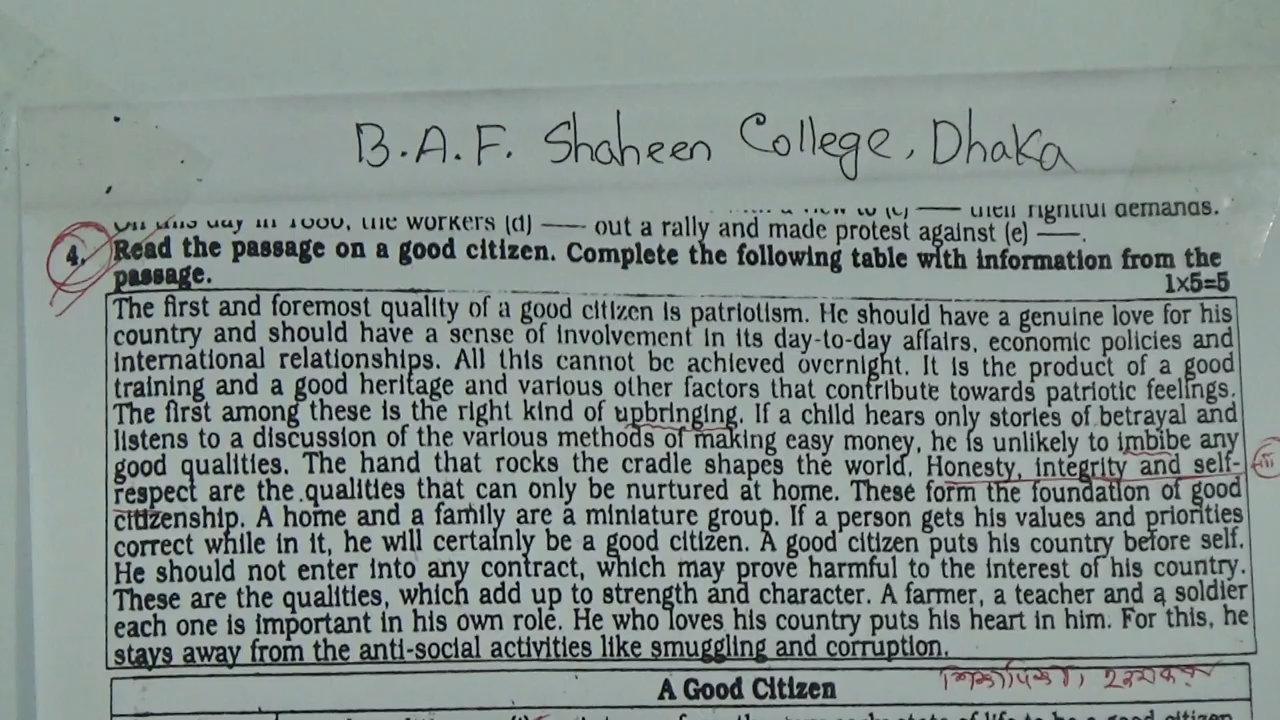 B.A.F. Shaheen College, Dhaka
their rightful demands.
On this day in 1886, the workers (d) —— out a rally and made protest against (e) ——.
4. Read the passage on a good citizen. Complete the following table with information from the
passage. 1x5=5
The first and foremost quality of a good citizen is patriotism. He should have a genuine love for his
country and should have a sense of involvement in its day-to-day affairs, economic policies and
international relationships. All this cannot be achieved overnight. It is the product of a good
training and a good heritage and various other factors that contribute towards patriotic feelings.
The first among these is the right kind of upbringing. If a child hears only stories of betrayal and
listens to a discussion of the various methods of making easy money, he is unlikely to imbibe any
good qualities. The hand that rocks the cradle shapes the world. Honesty, integrity and self- iii
respect are the qualities that can only be nurtured at home. These form the foundation of good
citizenship. A home and a family are a miniature group. If a person gets his values and priorities
correct while in it, he will certainly be a good citizen. A good citizen puts his country before self.
He should not enter into any contract, which may prove harmful to the interest of his country.
These are the qualities, which add up to strength and character. A farmer, a teacher and a soldier
each one is important in his own role. He who loves his country puts his heart in him. For this, he
stays away from the anti-social activities like smuggling and corruption.
A Good Citizen